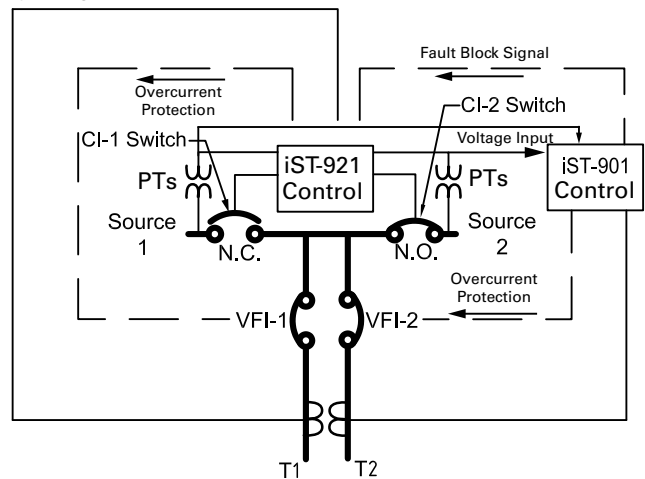 Fault Block Signal
Overcurrent
Protection
CI-2 Switch
CI-1 Switch
Voltage Input
iST-921
Control
iST-901
Control
PTs
PTs
Source
1
Source
2
N.C.
N.O.
Overcurrent
Protection
VFI-1
VFI-2
T1
T2